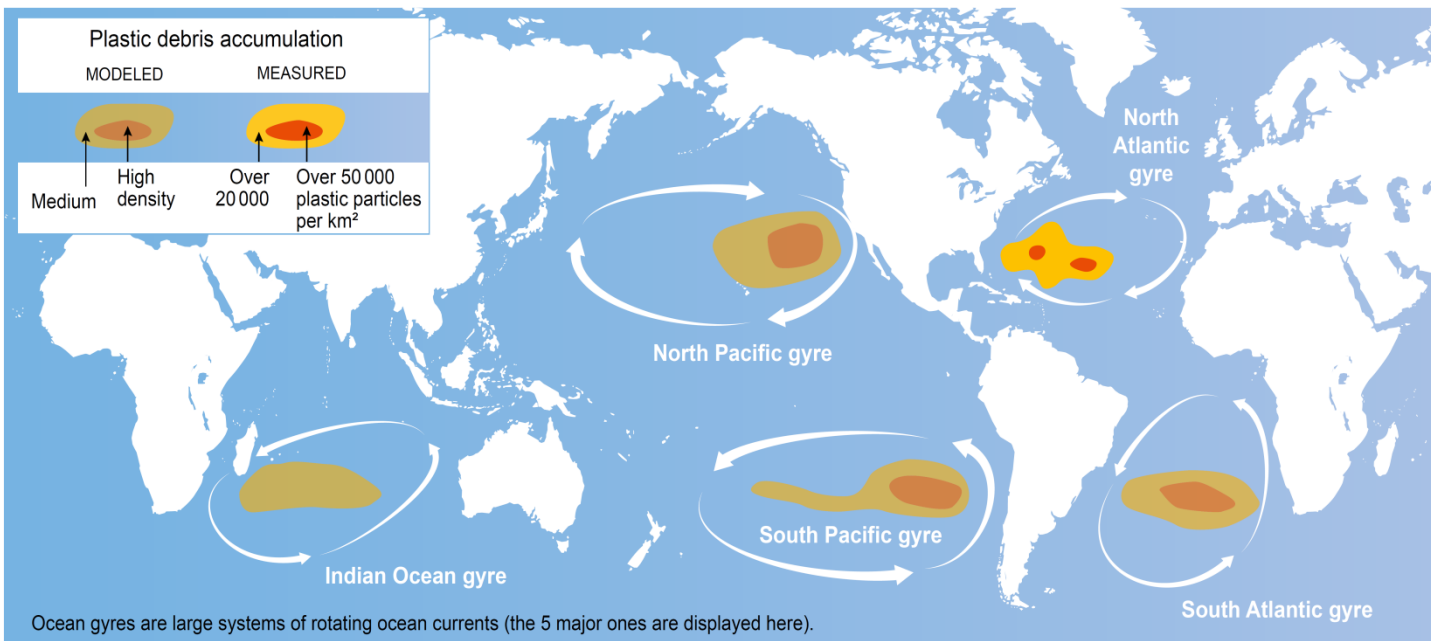 Plastic debris accumulation
MODELED
MEASURED
Medium
High
density
Over
20 000
Over 50 000
plastic particles
per km²
North
Atlantic
gyre
North Pacific gyre
South Pacific gyre
Indian Ocean gyre
South Atlantic gyre
Ocean gyres are large systems of rotating ocean currents (the 5 major ones are displayed here).